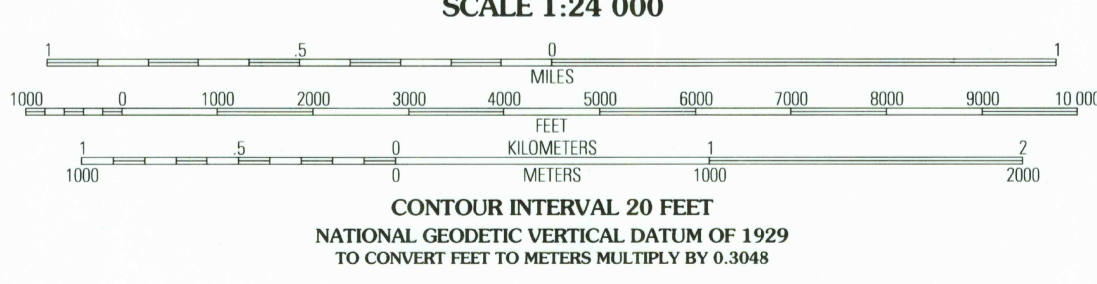 SCALE 1:24 000
1 .5 0 1
MILES
1000 0 1000 2000 3000 4000 5000 6000 7000 8000 9000 10 000
FEET
1 .5 0 KILOMETERS 1 2
1000 0 METERS 1000 2000
CONTOUR INTERVAL 20 FEET
NATIONAL GEODETIC VERTICAL DATUM OF 1929
TO CONVERT FEET TO METERS MULTIPLY BY 0.3048